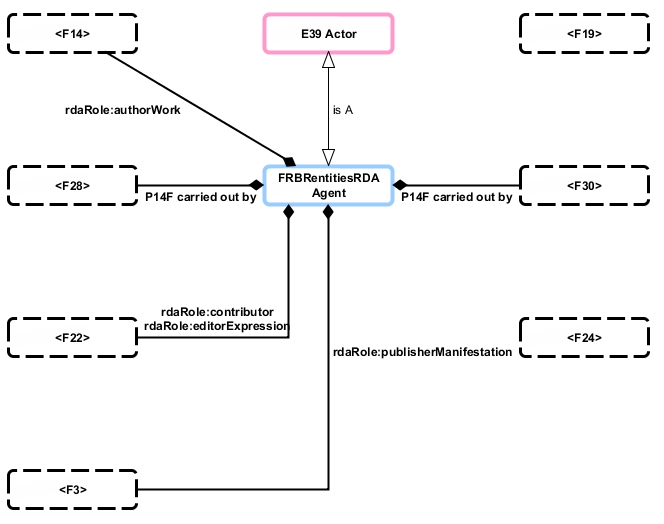 <F14>
E39 Actor
<F19>
rdaRole:authorWork
is A
<F28>
FRBRentitiesRDA
Agent
<F30>
P14F carried out by
P14F carried out by
rdaRole:contributor
rdaRole:editorExpression
<F22>
<F24>
rdaRole:publisherManifestation
<F3>